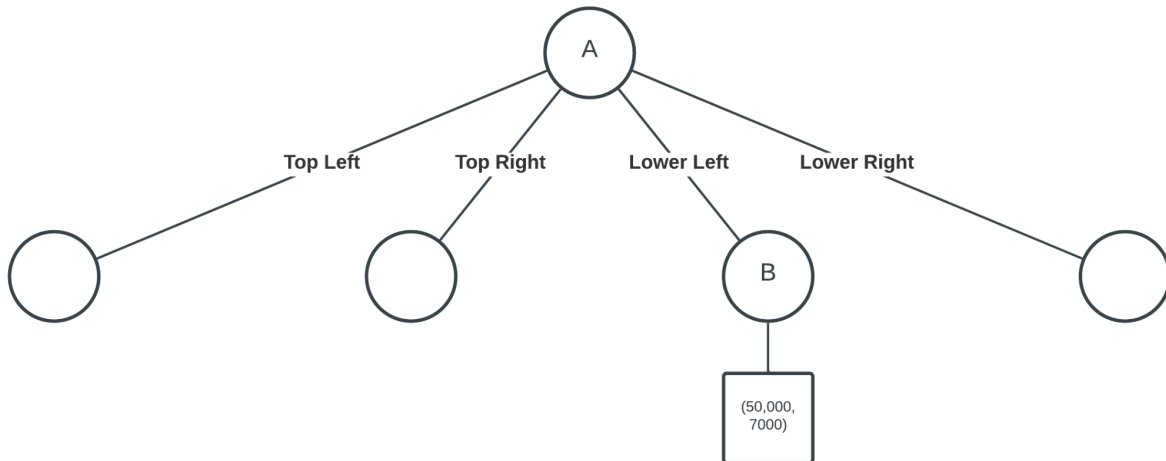 A
Top Left
Top Right
Lower Left
Lower Right
B
(50,000,
7000)